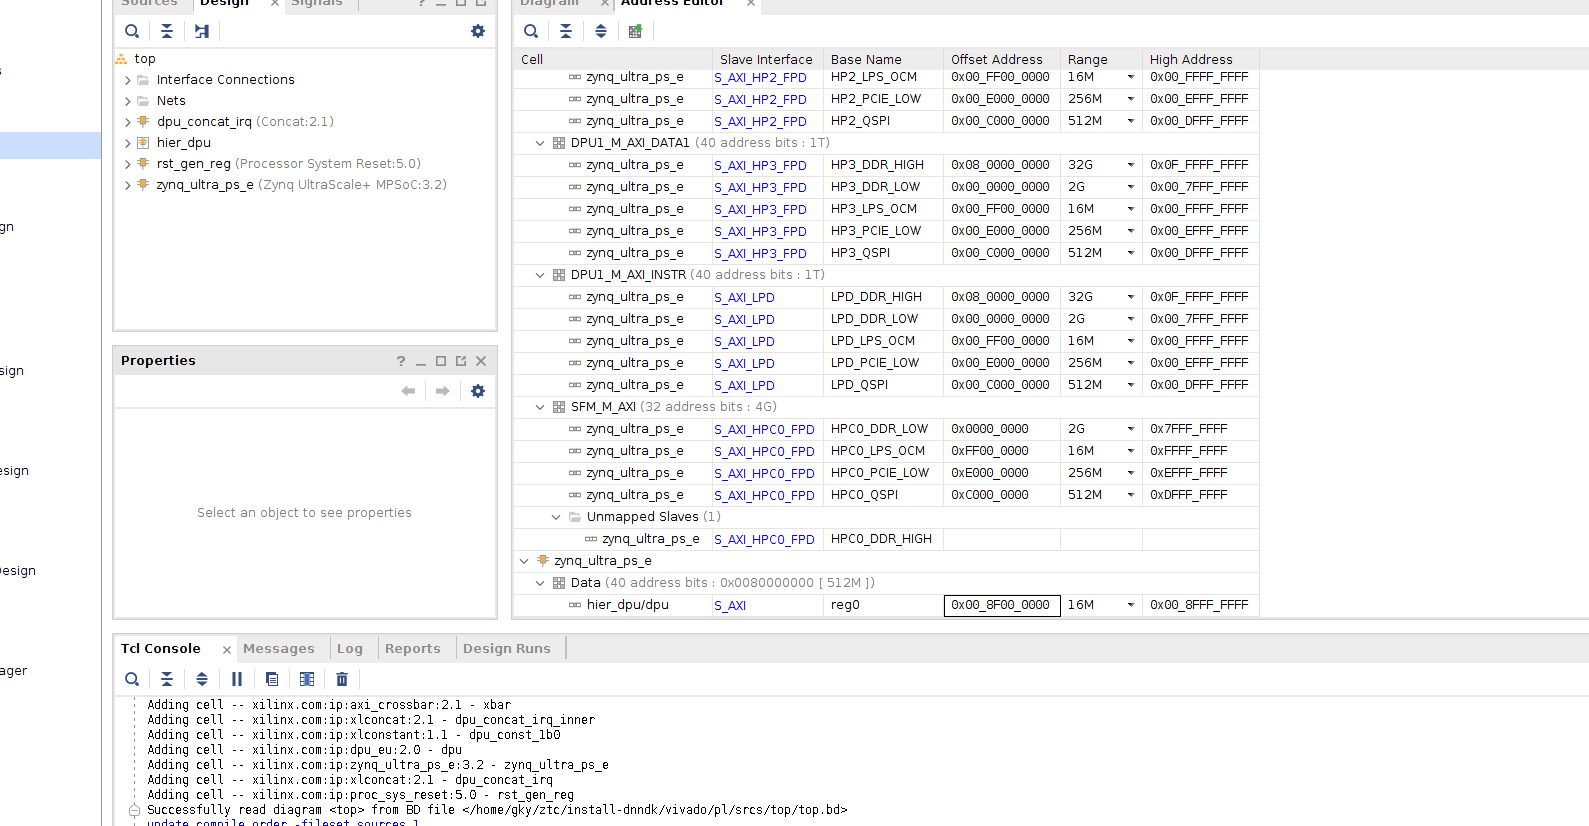 Sources Design × Signals ? _
Diagram × Address Editor ×
top
Interface Connections
Nets
dpu_concat_irq (Concat:2.1)
hier_dpu
rst_gen_reg (Processor System Reset:5.0)
zynq_ultra_ps_e (Zynq UltraScale+ MPSoC:3.2)
Cell Slave Interface Base Name Offset Address Range High Address
zynq_ultra_ps_e S_AXI_HP2_FPD HP2_LPS_OCM 0x00_FF00_0000 16M 0x00_FFFF_FFFF
zynq_ultra_ps_e S_AXI_HP2_FPD HP2_PCIE_LOW 0x00_E000_0000 256M 0x00_EFFF_FFFF
zynq_ultra_ps_e S_AXI_HP2_FPD HP2_QSPI 0x00_C000_0000 512M 0x00_DFFF_FFFF
DPU1_M_AXI_DATA1 (40 address bits : 1T)
zynq_ultra_ps_e S_AXI_HP3_FPD HP3_DDR_HIGH 0x08_0000_0000 32G 0x0F_FFFF_FFFF
zynq_ultra_ps_e S_AXI_HP3_FPD HP3_DDR_LOW 0x00_0000_0000 2G 0x00_7FFF_FFFF
zynq_ultra_ps_e S_AXI_HP3_FPD HP3_LPS_OCM 0x00_FF00_0000 16M 0x00_FFFF_FFFF
zynq_ultra_ps_e S_AXI_HP3_FPD HP3_PCIE_LOW 0x00_E000_0000 256M 0x00_EFFF_FFFF
zynq_ultra_ps_e S_AXI_HP3_FPD HP3_QSPI 0x00_C000_0000 512M 0x00_DFFF_FFFF
DPU1_M_AXI_INSTR (40 address bits : 1T)
zynq_ultra_ps_e S_AXI_LPD LPD_DDR_HIGH 0x08_0000_0000 32G 0x0F_FFFF_FFFF
zynq_ultra_ps_e S_AXI_LPD LPD_DDR_LOW 0x00_0000_0000 2G 0x00_7FFF_FFFF
zynq_ultra_ps_e S_AXI_LPD LPD_LPS_OCM 0x00_FF00_0000 16M 0x00_FFFF_FFFF
zynq_ultra_ps_e S_AXI_LPD LPD_PCIE_LOW 0x00_E000_0000 256M 0x00_EFFF_FFFF
zynq_ultra_ps_e S_AXI_LPD LPD_QSPI 0x00_C000_0000 512M 0x00_DFFF_FFFF
SFM_M_AXI (32 address bits : 4G)
zynq_ultra_ps_e S_AXI_HPC0_FPD HPC0_DDR_LOW 0x0000_0000 2G 0x7FFF_FFFF
zynq_ultra_ps_e S_AXI_HPC0_FPD HPC0_LPS_OCM 0xFF00_0000 16M 0xFFFF_FFFF
zynq_ultra_ps_e S_AXI_HPC0_FPD HPC0_PCIE_LOW 0xE000_0000 256M 0xEFFF_FFFF
zynq_ultra_ps_e S_AXI_HPC0_FPD HPC0_QSPI 0xC000_0000 512M 0xDFFF_FFFF
Unmapped Slaves (1)
zynq_ultra_ps_e S_AXI_HPC0_FPD HPC0_DDR_HIGH
zynq_ultra_ps_e
Data (40 address bits : 0x0080000000 [ 512M ])
hier_dpu/dpu S_AXI reg0 0x00_8F00_0000 16M 0x00_8FFF_FFFF
Properties ? _
Select an object to see properties
gn
sign
esign
Design
ager
Tcl Console × Messages Log Reports Design Runs
Adding cell -- xilinx.com:ip:axi_crossbar:2.1 - xbar
Adding cell -- xilinx.com:ip:xlconcat:2.1 - dpu_concat_irq_inner
Adding cell -- xilinx.com:ip:xlconstant:1.1 - dpu_const_1b0
Adding cell -- xilinx.com:ip:dpu_eu:2.0 - dpu
Adding cell -- xilinx.com:ip:zynq_ultra_ps_e:3.2 - zynq_ultra_ps_e
Adding cell -- xilinx.com:ip:xlconcat:2.1 - dpu_concat_irq
Adding cell -- xilinx.com:ip:proc_sys_reset:5.0 - rst_gen_reg
Successfully read diagram <top> from BD file </home/gky/ztc/install-dnndk/vivado/pl/srcs/top/top.bd>
update_compile_order -fileset sources_1